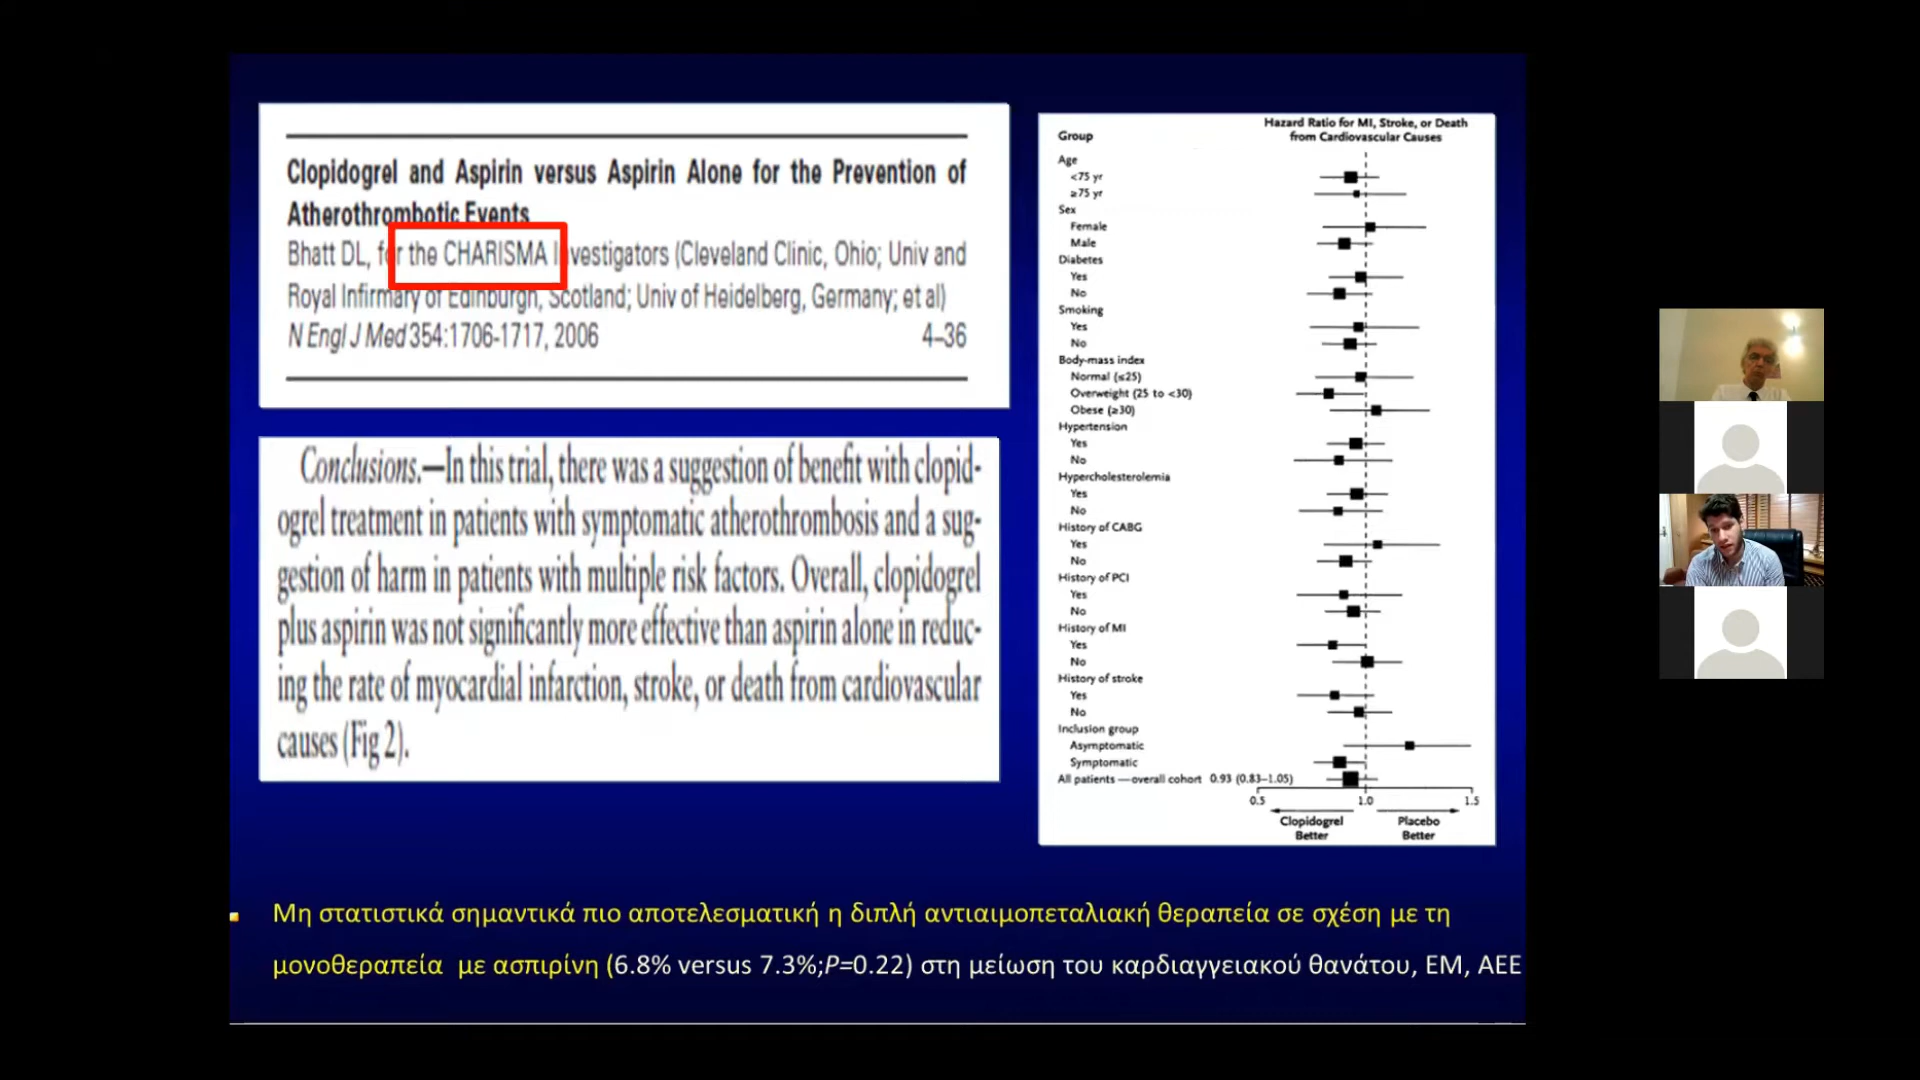 Clopidogrel and Aspirin versus Aspirin Alone for the Prevention of
Atherothrombotic Events
Bhatt DL, for the CHARISMA Investigators (Cleveland Clinic, Ohio; Univ and
Royal Infirmary of Edinburgh, Scotland; Univ of Heidelberg, Germany; et al)
N Engl J Med 354:1706-1717, 2006 4–36
Conclusions.—In this trial, there was a suggestion of benefit with clopid-
ogrel treatment in patients with symptomatic atherothrombosis and a sug-
gestion of harm in patients with multiple risk factors. Overall, clopidogrel
plus aspirin was not significantly more effective than aspirin alone in reduc-
ing the rate of myocardial infarction, stroke, or death from cardiovascular
causes (Fig 2).
Hazard Ratio for MI, Stroke, or Death
from Cardiovascular Causes
Group
Age
<75 yr
≥75 yr
Sex
Female
Male
Diabetes
Yes
No
Smoking
Yes
No
Body-mass index
Normal (≤25)
Overweight (25 to <30)
Obese (≥30)
Hypertension
Yes
No
Hypercholesterolemia
Yes
No
History of CABG
Yes
No
History of PCI
Yes
No
History of MI
Yes
No
History of stroke
Yes
No
Inclusion group
Asymptomatic
Symptomatic
All patients — overall cohort 0.93 (0.83–1.05)
0.5 1.0 1.5
Clopidogrel Better
Placebo Better
Μη στατιστικά σημαντικά πιο αποτελεσματική η διπλή αντιαιμοπεταλιακή θεραπεία σε σχέση με τη
μονοθεραπεία με ασπιρίνη (6.8% versus 7.3%;P=0.22) στη μείωση του καρδιαγγειακού θανάτου, ΕΜ, ΑΕΕ